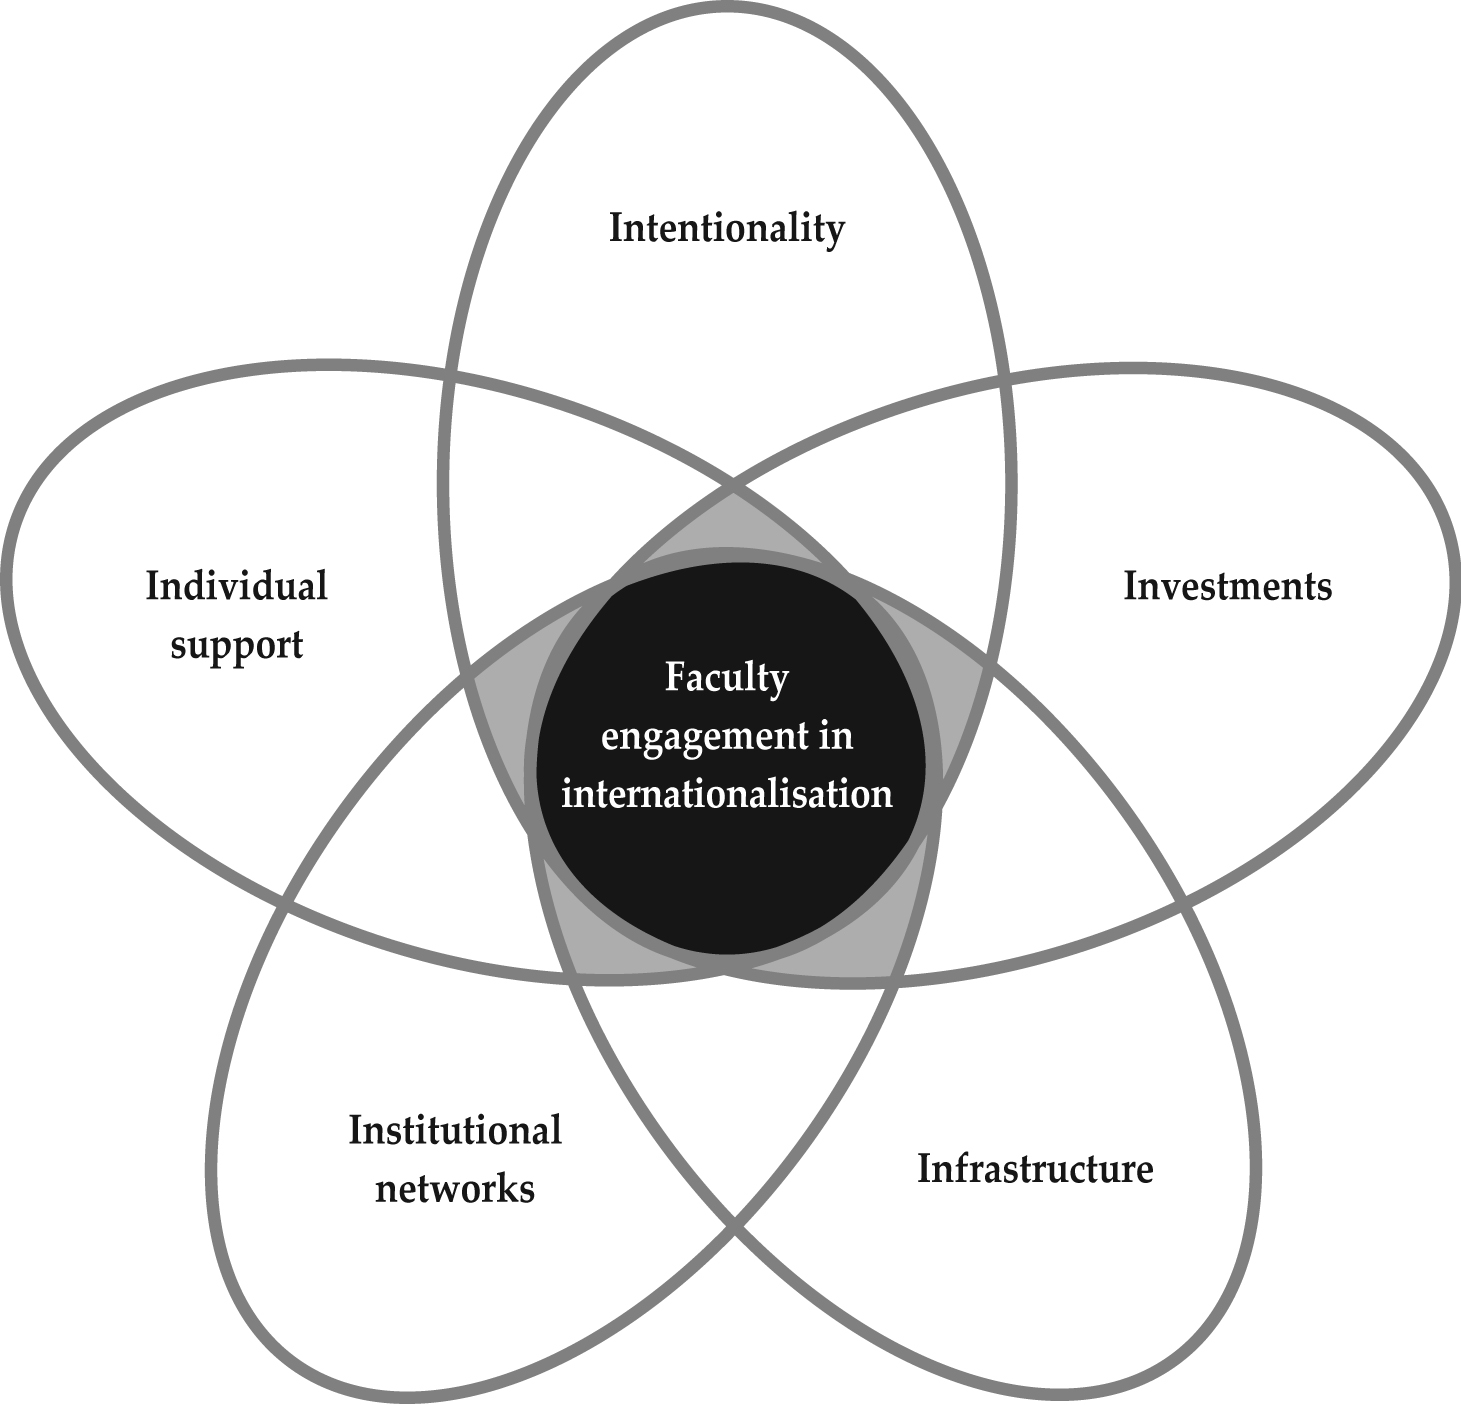 Intentionality
Individual
support
Investments
Faculty
engagement in
internationalisation
Institutional
networks
Infrastructure